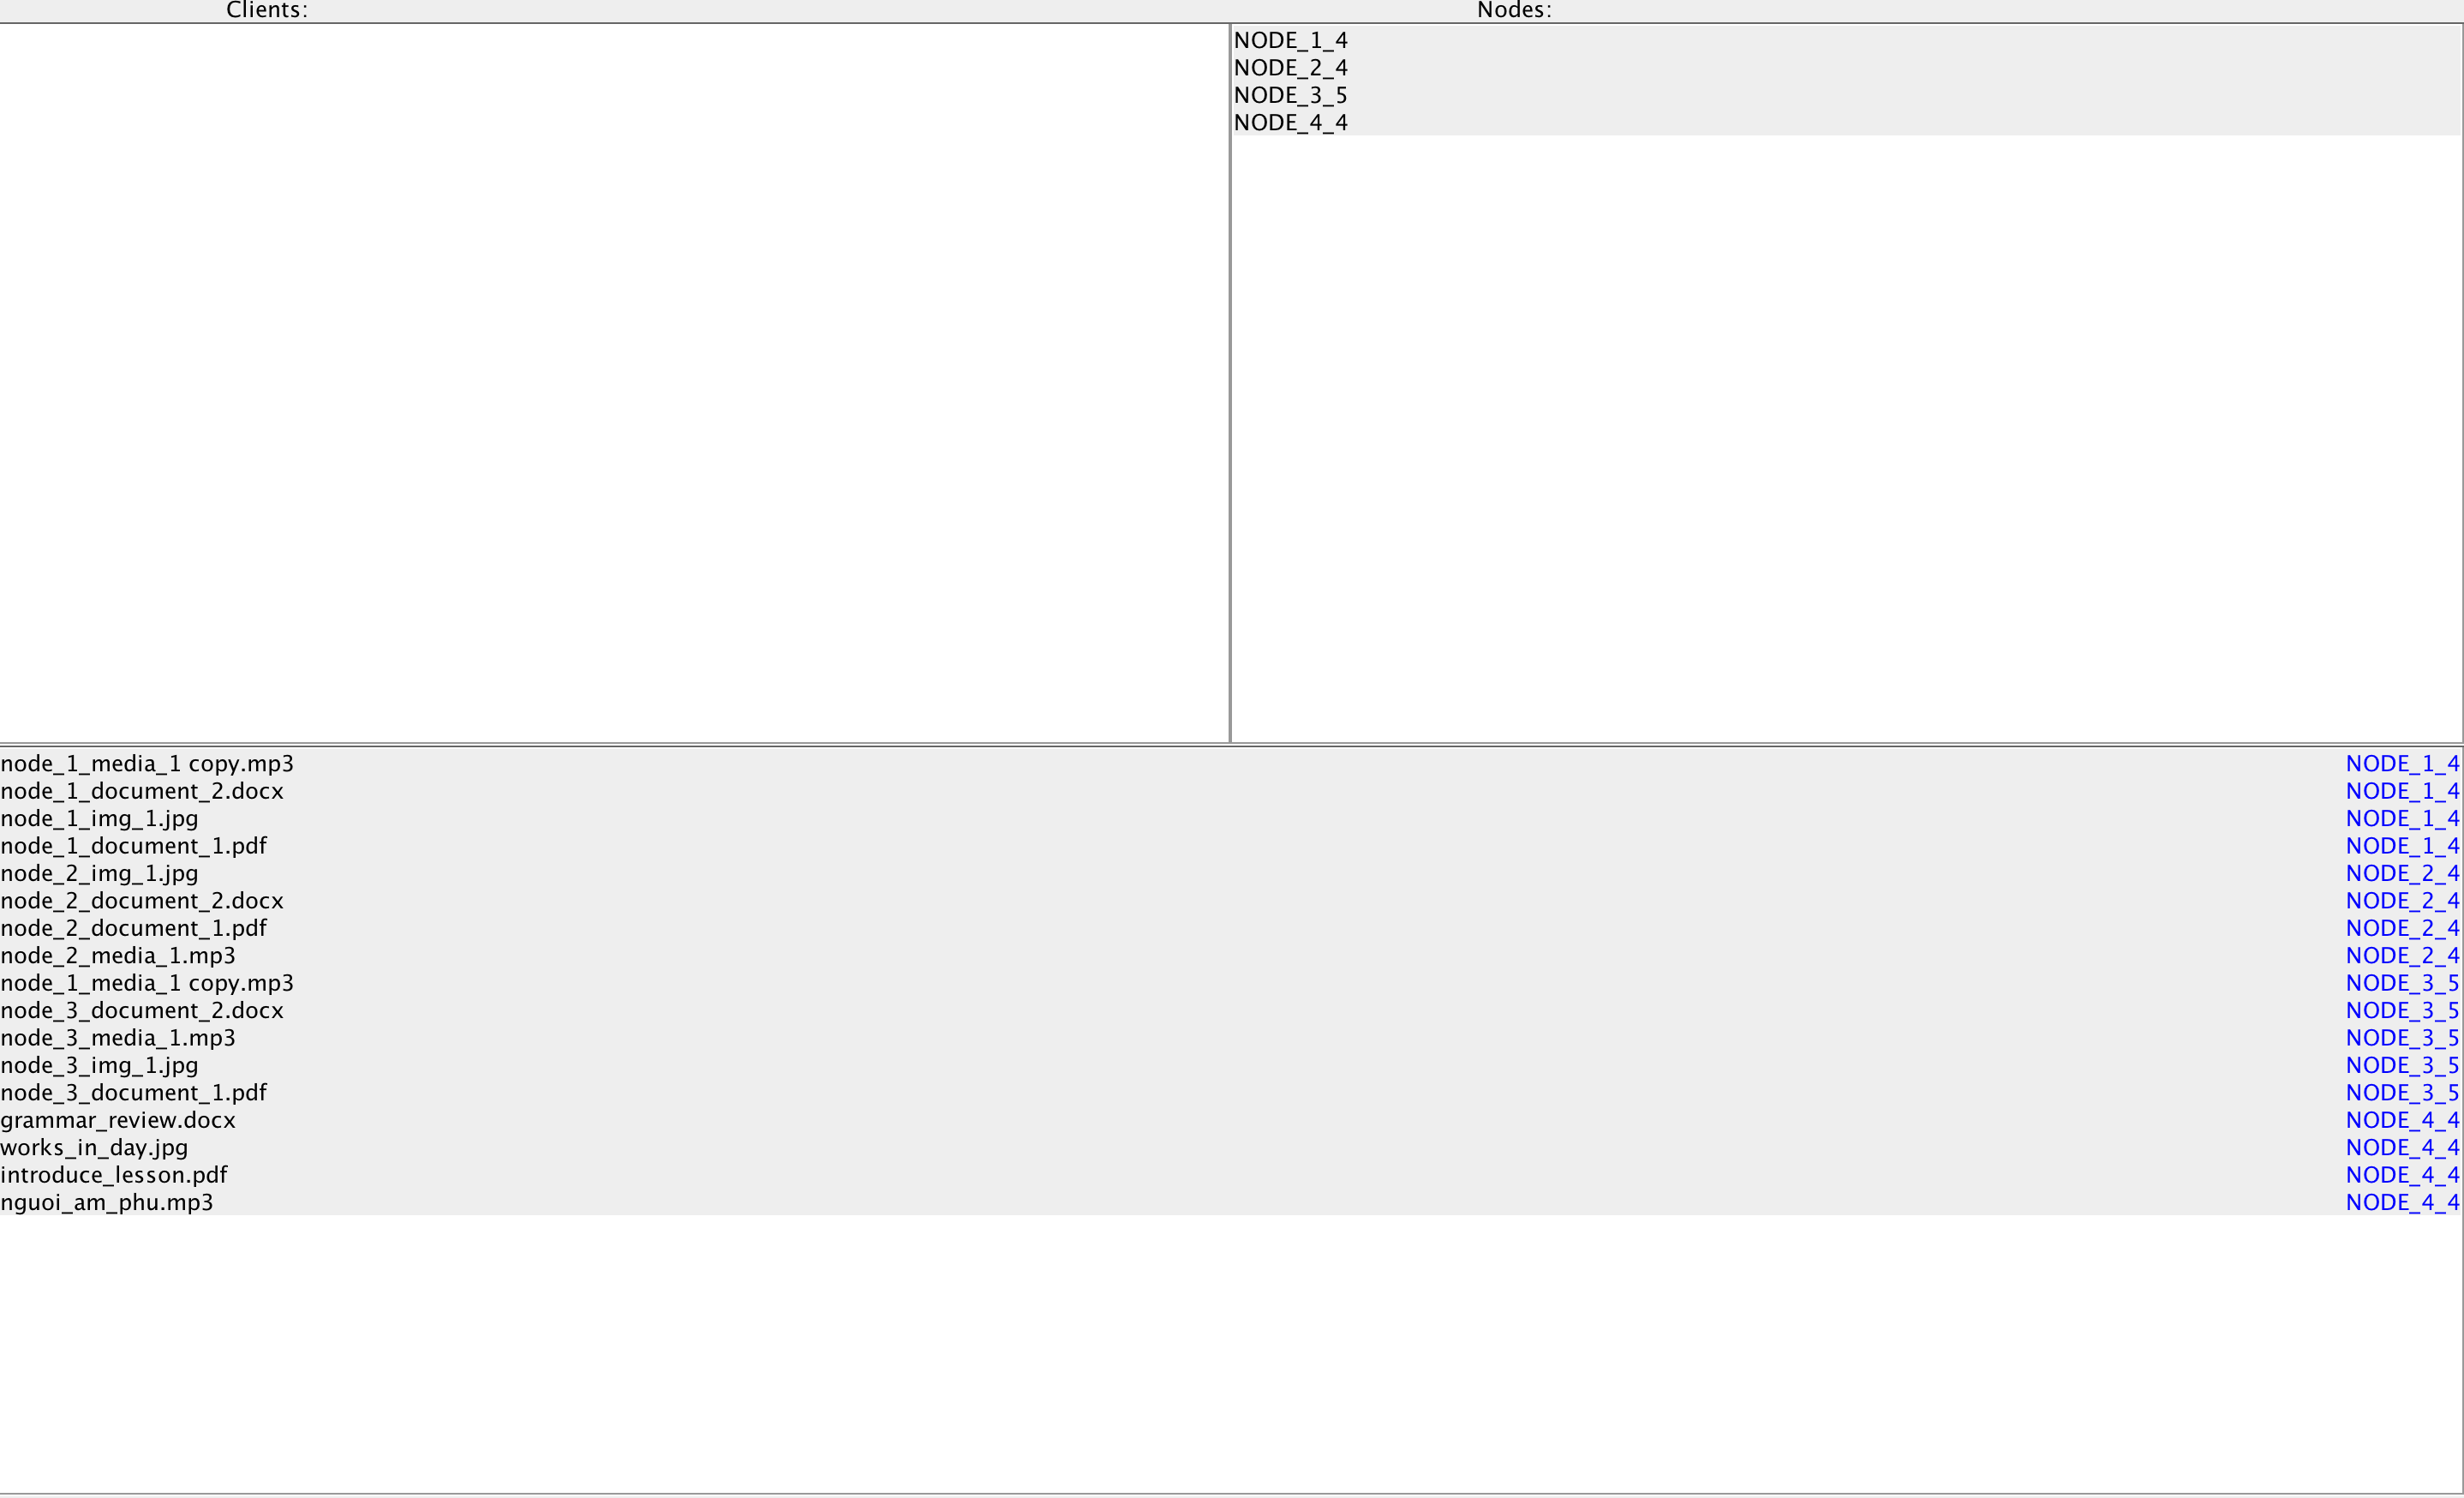 Clients: Nodes:
NODE_1_4
NODE_2_4
NODE_3_5
NODE_4_4
node_1_media_1 copy.mp3 NODE_1_4
node_1_document_2.docx NODE_1_4
node_1_img_1.jpg NODE_1_4
node_1_document_1.pdf NODE_1_4
node_2_img_1.jpg NODE_2_4
node_2_document_2.docx NODE_2_4
node_2_document_1.pdf NODE_2_4
node_2_media_1.mp3 NODE_2_4
node_1_media_1 copy.mp3 NODE_3_5
node_3_document_2.docx NODE_3_5
node_3_media_1.mp3 NODE_3_5
node_3_img_1.jpg NODE_3_5
node_3_document_1.pdf NODE_3_5
grammar_review.docx NODE_4_4
works_in_day.jpg NODE_4_4
introduce_lesson.pdf NODE_4_4
nguoi_am_phu.mp3 NODE_4_4